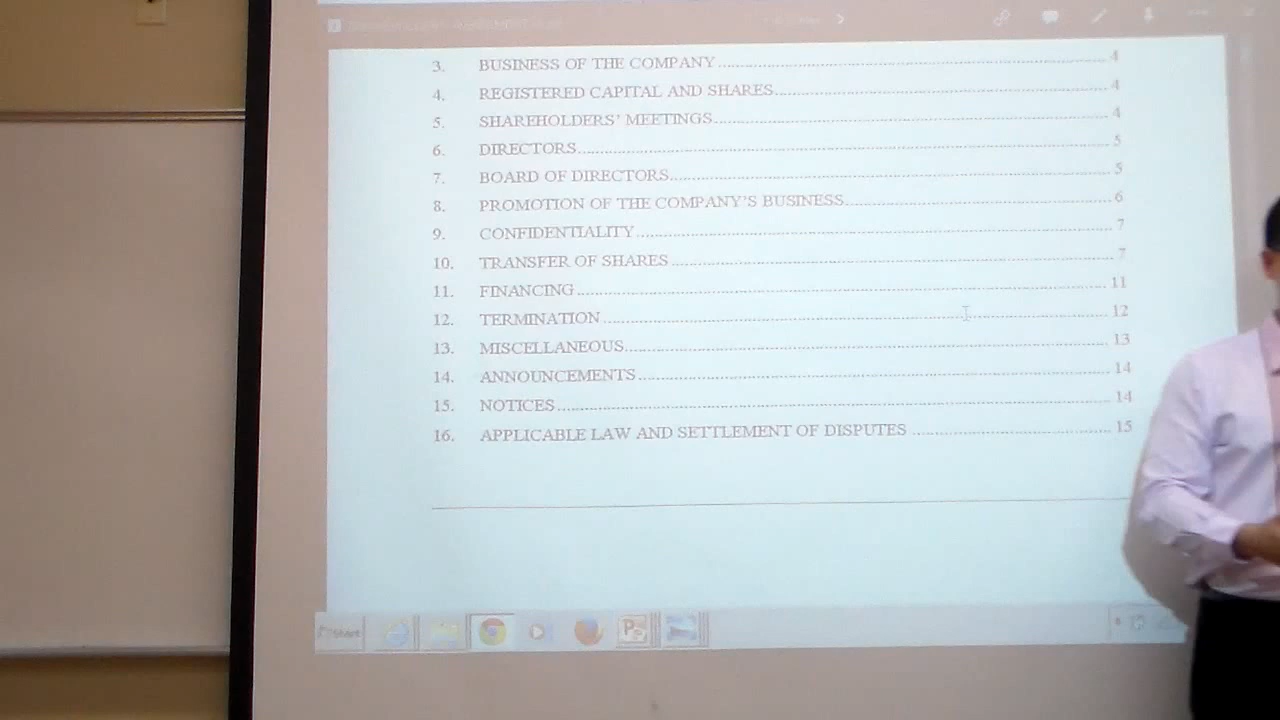 3. BUSINESS OF THE COMPANY 4
4. REGISTERED CAPITAL AND SHARES 4
5. SHAREHOLDERS' MEETINGS 4
6. DIRECTORS 5
7. BOARD OF DIRECTORS 5
8. PROMOTION OF THE COMPANY'S BUSINESS 6
9. CONFIDENTIALITY 7
10. TRANSFER OF SHARES 7
11. FINANCING 11
12. TERMINATION 12
13. MISCELLANEOUS 13
14. ANNOUNCEMENTS 14
15. NOTICES 14
16. APPLICABLE LAW AND SETTLEMENT OF DISPUTES 15
Start